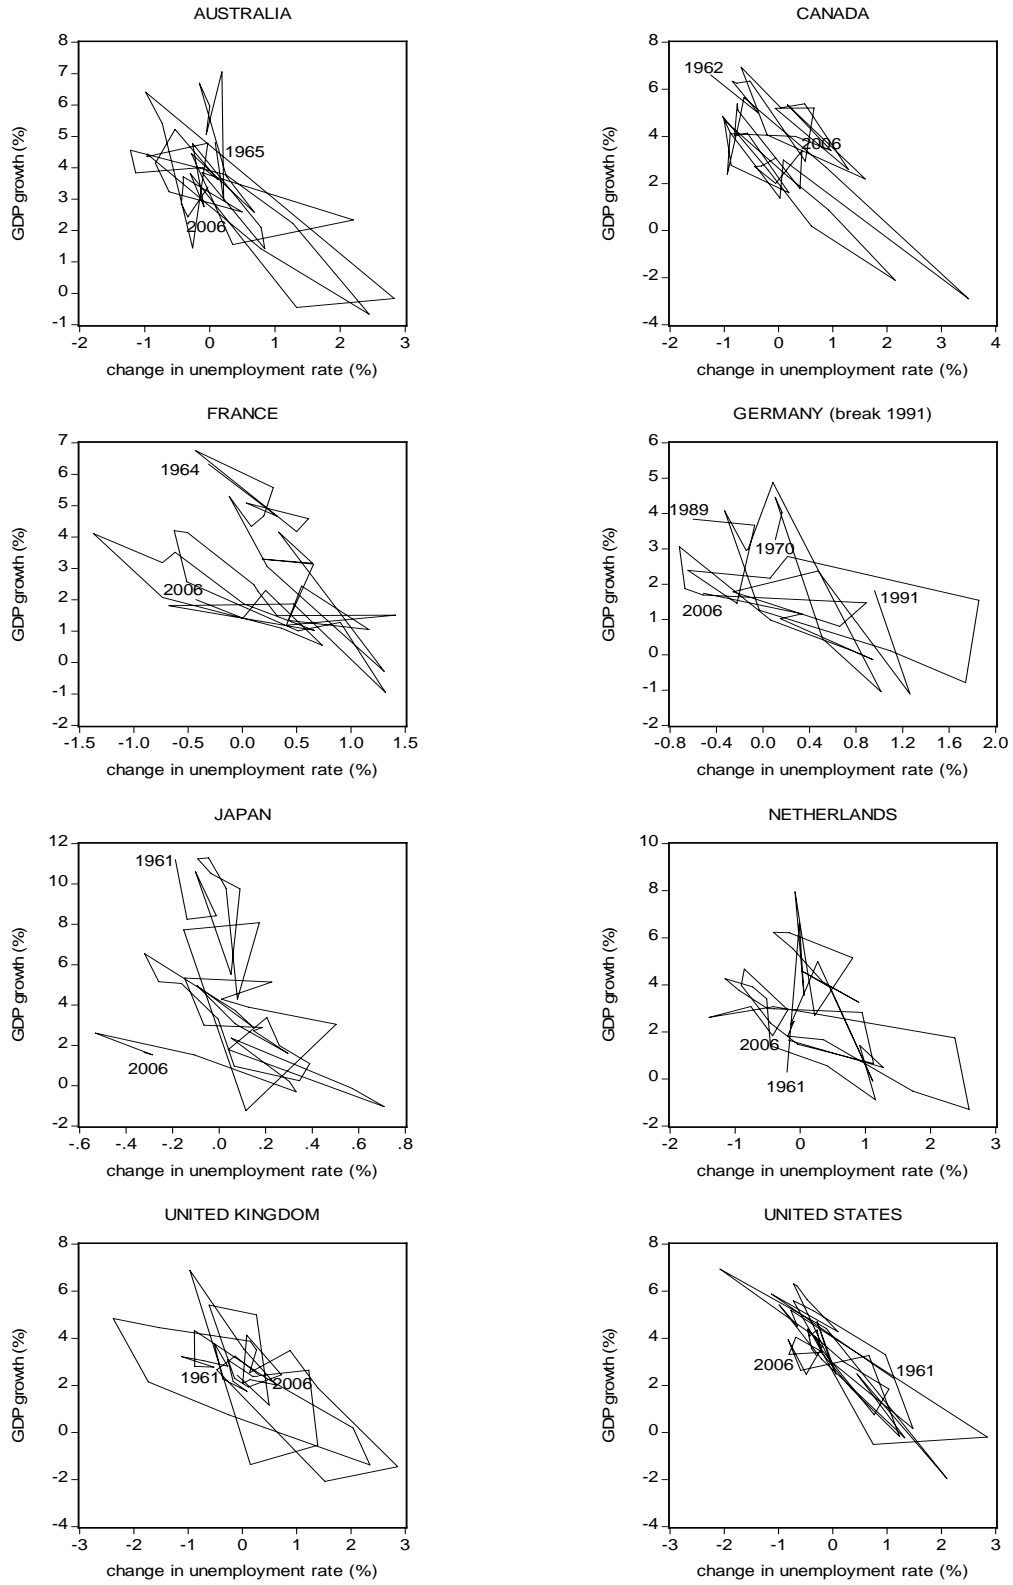 AUSTRALIA
8
7
6
5
4
3
2
1
0
-1
GDP growth (%)
1965
2006
-2 -1 0 1 2 3
change in unemployment rate (%)
CANADA
8
6
4
2
0
-2
-4
GDP growth (%)
1962
2006
-2 -1 0 1 2 3 4
change in unemployment rate (%)
FRANCE
7
6
5
4
3
2
1
0
-1
-2
GDP growth (%)
1964
2006
-1.5 -1.0 -0.5 0.0 0.5 1.0 1.5
change in unemployment rate (%)
GERMANY (break 1991)
6
5
4
3
2
1
0
-1
-2
GDP growth (%)
1989
1970
1991
2006
-0.8 -0.4 0.0 0.4 0.8 1.2 1.6 2.0
change in unemployment rate (%)
JAPAN
12
10
8
6
4
2
0
-2
GDP growth (%)
1961
2006
-.6 -.4 -.2 .0 .2 .4 .6 .8
change in unemployment rate (%)
NETHERLANDS
10
8
6
4
2
0
-2
GDP growth (%)
2006
1961
-2 -1 0 1 2 3
change in unemployment rate (%)
UNITED KINGDOM
8
6
4
2
0
-2
-4
GDP growth (%)
1961
2006
-3 -2 -1 0 1 2 3
change in unemployment rate (%)
UNITED STATES
8
6
4
2
0
-2
-4
GDP growth (%)
2006
1961
-3 -2 -1 0 1 2 3
change in unemployment rate (%)